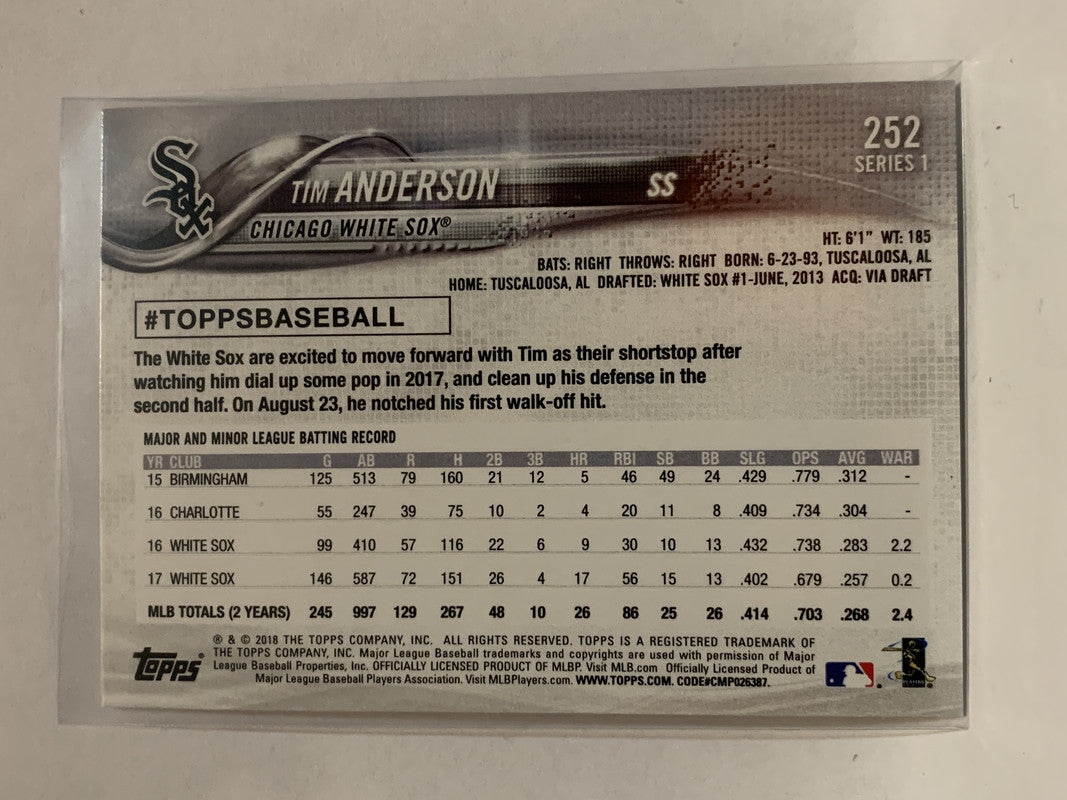 252
SERIES 1
Sox
TIM ANDERSON SS
CHICAGO WHITE SOX®
HT: 6'1" WT: 185
BATS: RIGHT THROWS: RIGHT BORN: 6-23-93, TUSCALOOSA, AL
HOME: TUSCALOOSA, AL DRAFTED: WHITE SOX #1-JUNE, 2013 ACQ: VIA DRAFT
#TOPPSBASEBALL
The White Sox are excited to move forward with Tim as their shortstop after
watching him dial up some pop in 2017, and clean up his defense in the
second half. On August 23, he notched his first walk-off hit.
MAJOR AND MINOR LEAGUE BATTING RECORD
YR CLUB G AB R H 2B 3B HR RBI SB BB SLG OPS AVG WAR
15 BIRMINGHAM 125 513 79 160 21 12 5 46 49 24 .429 .779 .312 -
16 CHARLOTTE 55 247 39 75 10 2 4 20 11 8 .409 .734 .304 -
16 WHITE SOX 99 410 57 116 22 6 9 30 10 13 .432 .738 .283 2.2
17 WHITE SOX 146 587 72 151 26 4 17 56 15 13 .402 .679 .257 0.2
MLB TOTALS (2 YEARS) 245 997 129 267 48 10 26 86 25 26 .414 .703 .268 2.4
® & © 2018 THE TOPPS COMPANY, INC. ALL RIGHTS RESERVED. TOPPS IS A REGISTERED TRADEMARK OF
THE TOPPS COMPANY, INC. Major League Baseball trademarks and copyrights are used with permission of Major
League Baseball Properties, Inc. OFFICIALLY LICENSED PRODUCT OF MLBP. Visit MLB.com Officially Licensed Product of
Major League Baseball Players Association. Visit MLBPlayers.com. WWW.TOPPS.COM. CODE#CMP026387.
topps®